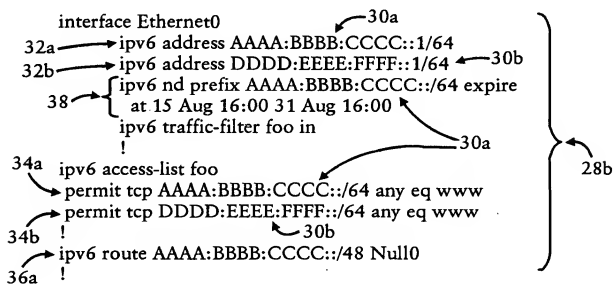 30a
interface Ethernet0
32a ipv6 address AAAA:BBBB:CCCC::1/64
32b ipv6 address DDDD:EEEE:FFFF::1/64 30b
38 ipv6 nd prefix AAAA:BBBB:CCCC::/64 expire
at 15 Aug 16:00 31 Aug 16:00
ipv6 traffic-filter foo in
! 30a
34a ipv6 access-list foo 28b
permit tcp AAAA:BBBB:CCCC::/64 any eq www
permit tcp DDDD:EEEE:FFFF::/64 any eq www
34b ! 30b
ipv6 route AAAA:BBBB:CCCC::/48 Null0
36a !